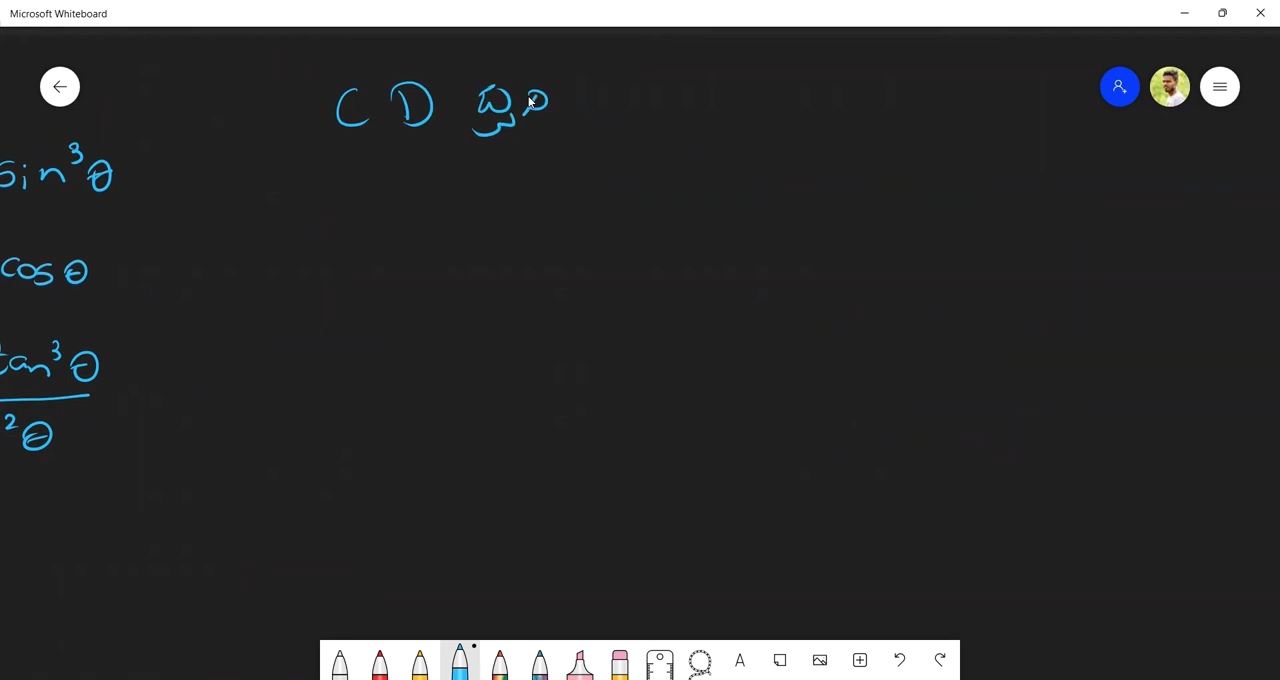 Microsoft Whiteboard
C D
sin³θ
cos θ
tan³θ
²θ